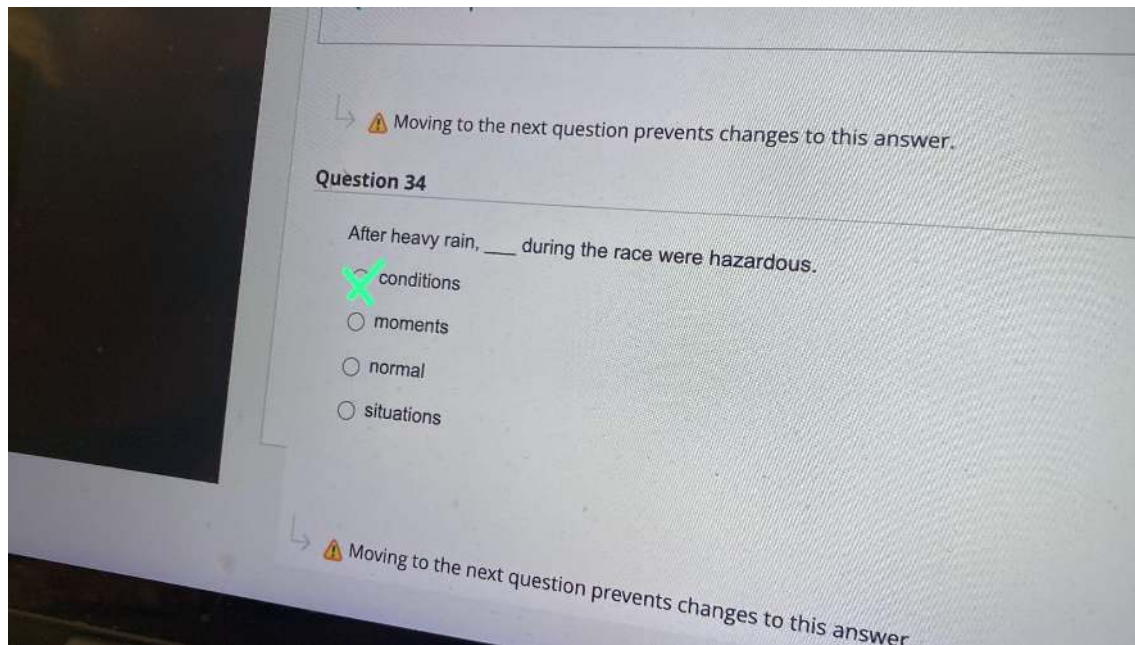 Moving to the next question prevents changes to this answer.
Question 34
After heavy rain, ___ during the race were hazardous.
conditions
moments
normal
situations
Moving to the next question prevents changes to this answer